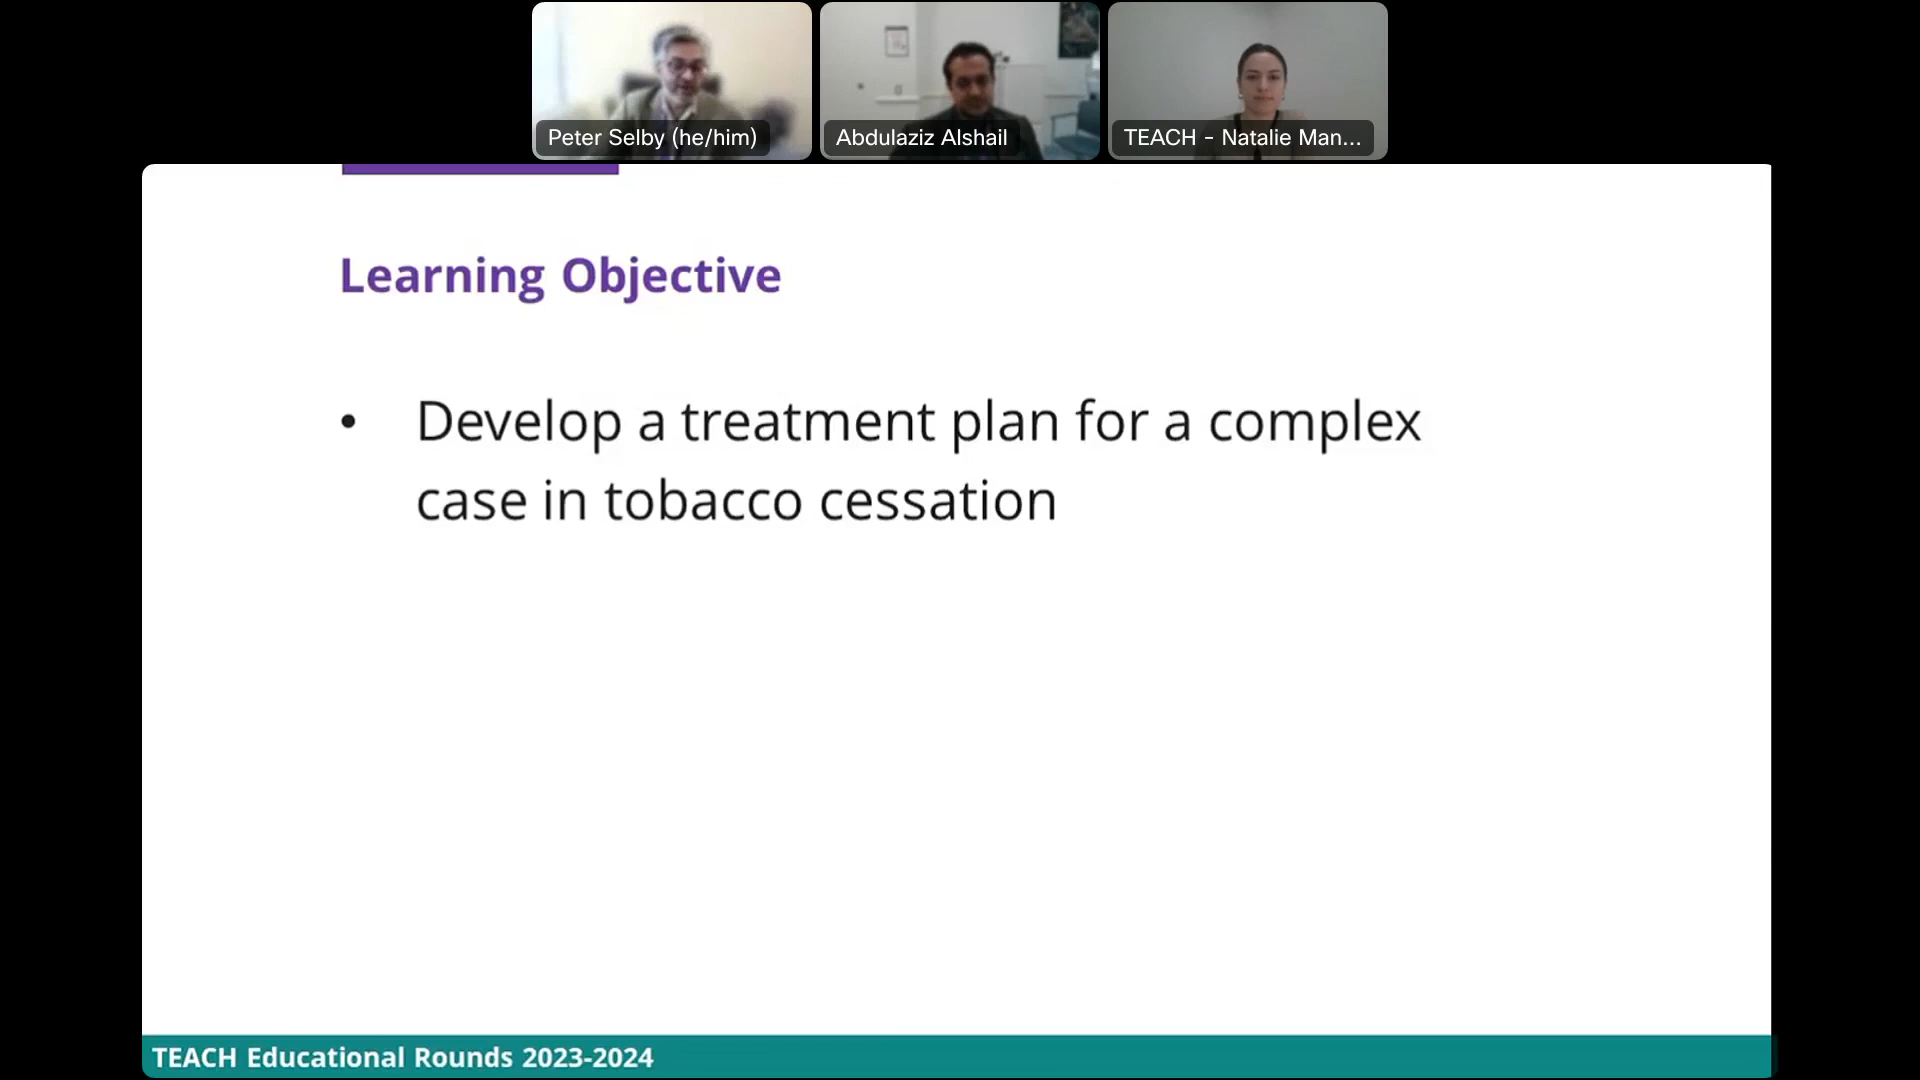 Peter Selby (he/him)
Abdulaziz Alshail
TEACH - Natalie Man...
Learning Objective
• Develop a treatment plan for a complex
case in tobacco cessation
TEACH Educational Rounds 2023-2024